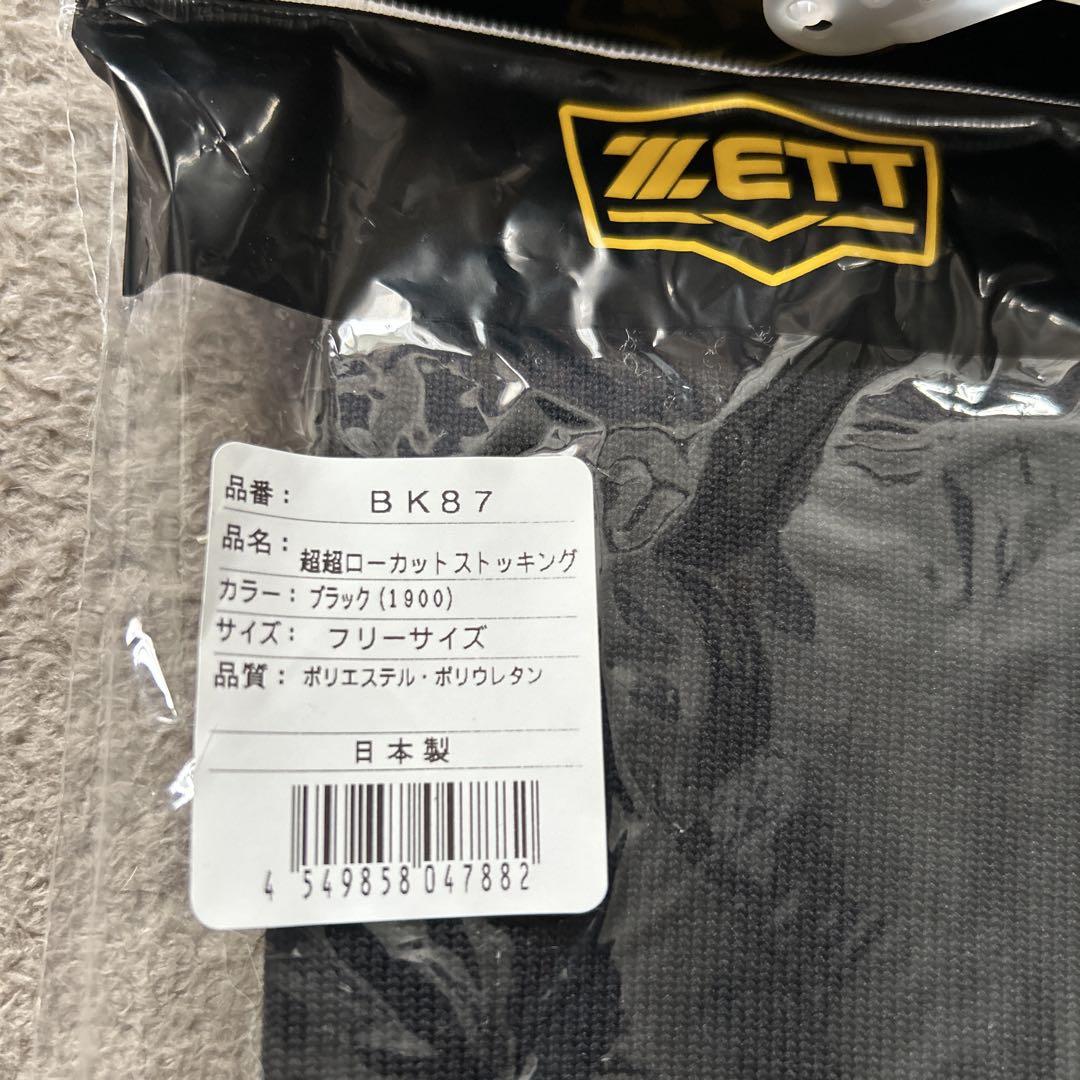 ZETT
品番： BK87
品名： 超超ローカットストッキング
カラー： ブラック(1900)
サイズ： フリーサイズ
品質： ポリエステル・ポリウレタン
日本製
4 549858 047882